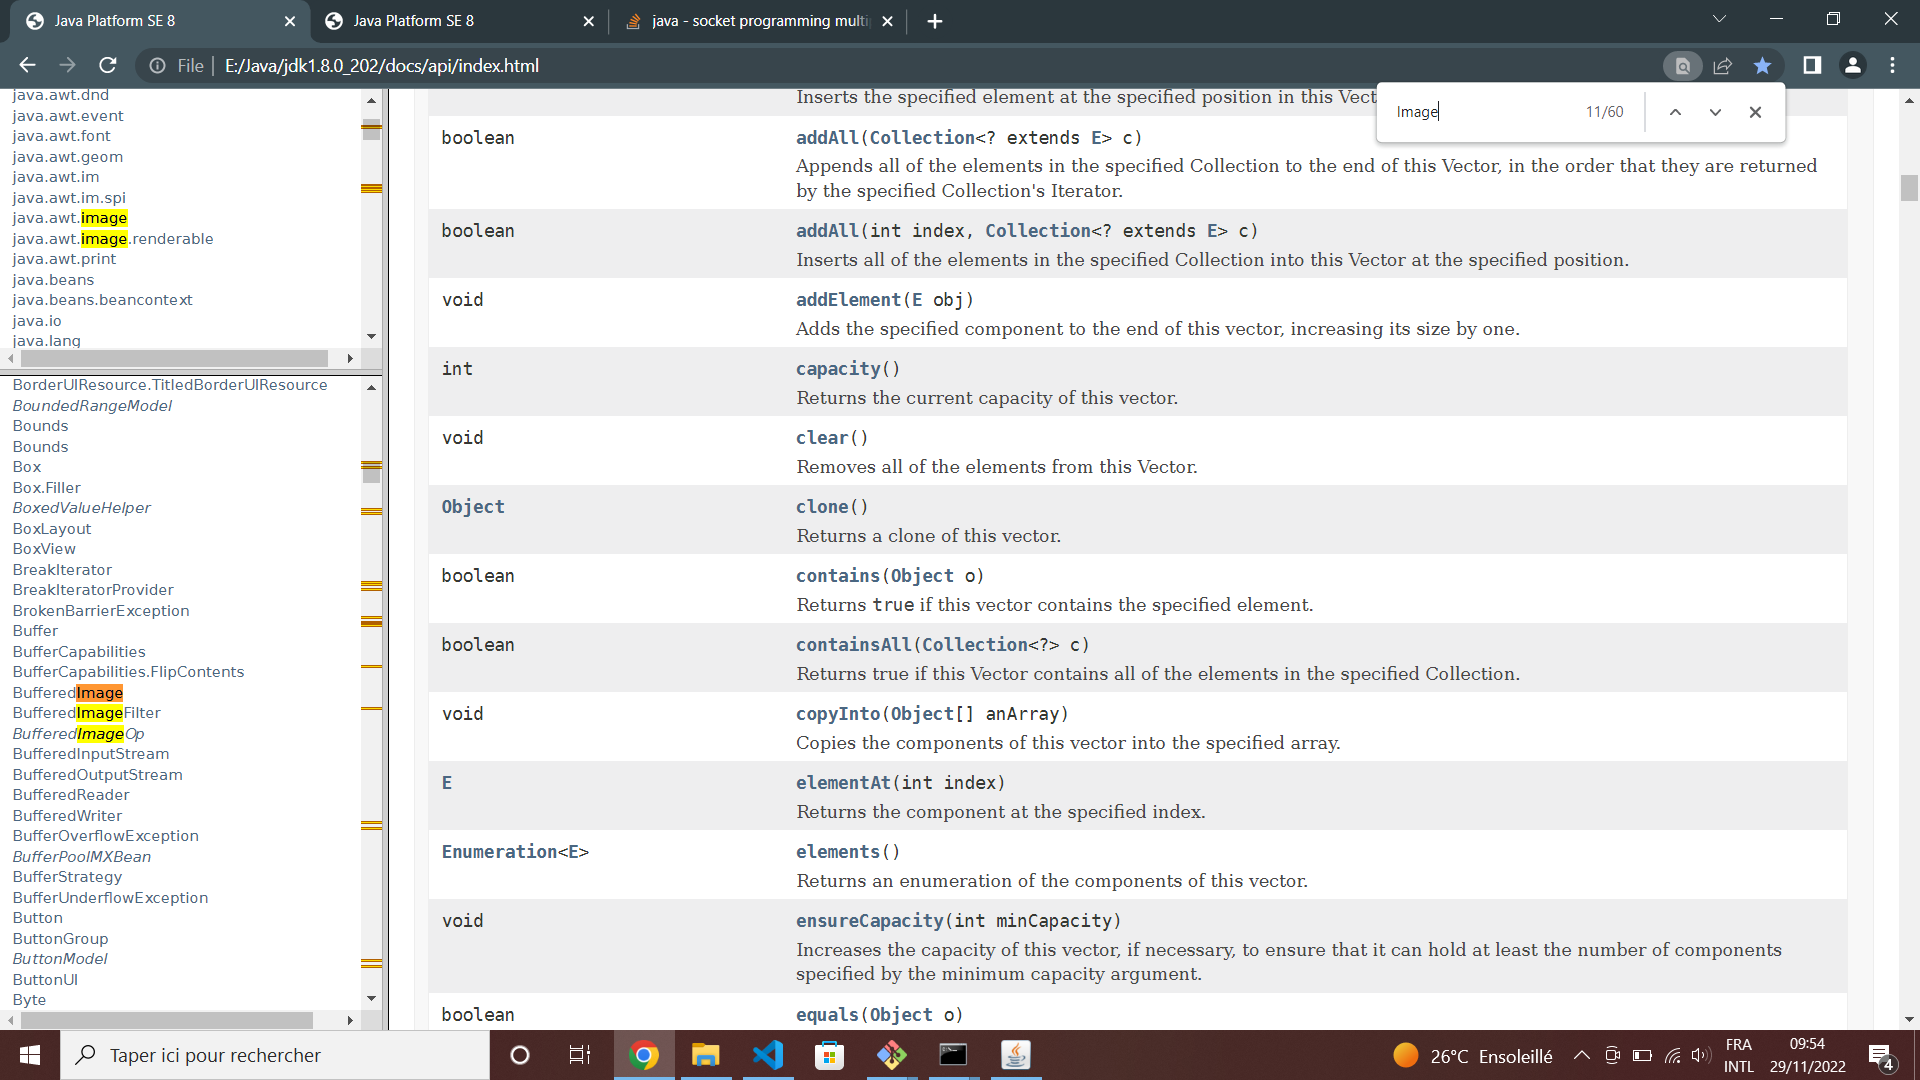 Java Platform SE 8
Java Platform SE 8
java - socket programming multip
File
E:/Java/jdk1.8.0_202/docs/api/index.html
Image
11/60
java.awt.dnd
java.awt.event
java.awt.font
java.awt.geom
java.awt.im
java.awt.im.spi
java.awt.image
java.awt.image.renderable
java.awt.print
java.beans
java.beans.beancontext
java.io
java.lang
BorderUIResource.TitledBorderUIResource
BoundedRangeModel
Bounds
Bounds
Box
Box.Filler
BoxedValueHelper
BoxLayout
BoxView
BreakIterator
BreakIteratorProvider
BrokenBarrierException
Buffer
BufferCapabilities
BufferCapabilities.FlipContents
BufferedImage
BufferedImageFilter
BufferedImageOp
BufferedInputStream
BufferedOutputStream
BufferedReader
BufferedWriter
BufferOverflowException
BufferPoolMXBean
BufferStrategy
BufferUnderflowException
Button
ButtonGroup
ButtonModel
ButtonUI
Byte
Inserts the specified element at the specified position in this Vect
boolean addAll(Collection<? extends E> c)
Appends all of the elements in the specified Collection to the end of this Vector, in the order that they are returned
by the specified Collection's Iterator.
boolean addAll(int index, Collection<? extends E> c)
Inserts all of the elements in the specified Collection into this Vector at the specified position.
void addElement(E obj)
Adds the specified component to the end of this vector, increasing its size by one.
int capacity()
Returns the current capacity of this vector.
void clear()
Removes all of the elements from this Vector.
Object clone()
Returns a clone of this vector.
boolean contains(Object o)
Returns true if this vector contains the specified element.
boolean containsAll(Collection<?> c)
Returns true if this Vector contains all of the elements in the specified Collection.
void copyInto(Object[] anArray)
Copies the components of this vector into the specified array.
E elementAt(int index)
Returns the component at the specified index.
Enumeration<E> elements()
Returns an enumeration of the components of this vector.
void ensureCapacity(int minCapacity)
Increases the capacity of this vector, if necessary, to ensure that it can hold at least the number of components
specified by the minimum capacity argument.
boolean equals(Object o)
Taper ici pour rechercher
26°C Ensoleillé
FRA
INTL
09:54
29/11/2022
4